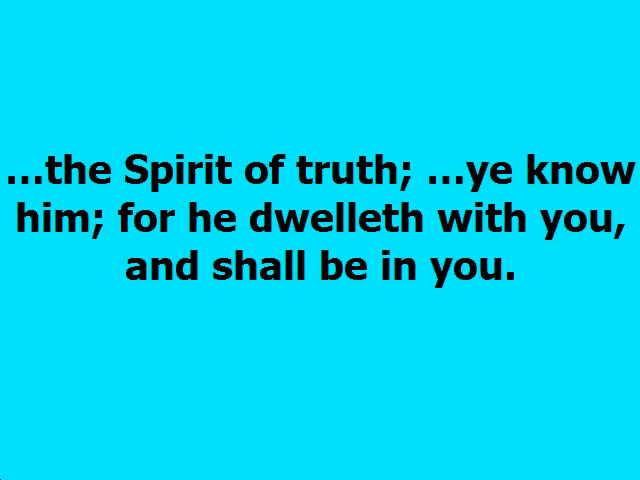 ...the Spirit of truth; ...ye know
him; for he dwelleth with you,
and shall be in you.